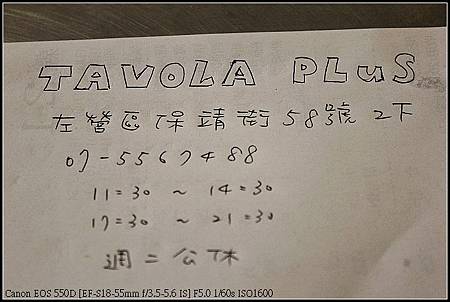 TAVOLA PLuS
左營區保靖街58號 2下
07-5567488
11:30 ~ 14:30
17:30 ~ 21:30
週二公休
Canon EOS 550D [EF-S18-55mm f/3.5-5.6 IS] F5.0 1/60s ISO1600